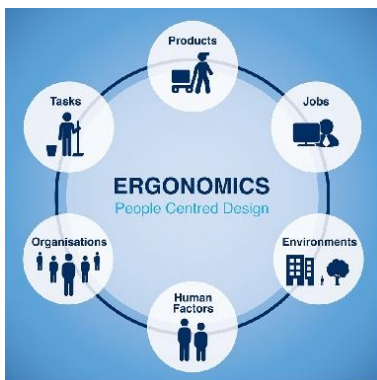 Products
Tasks
Jobs
ERGONOMICS
People Centred Design
Organisations
Environments
Human
Factors